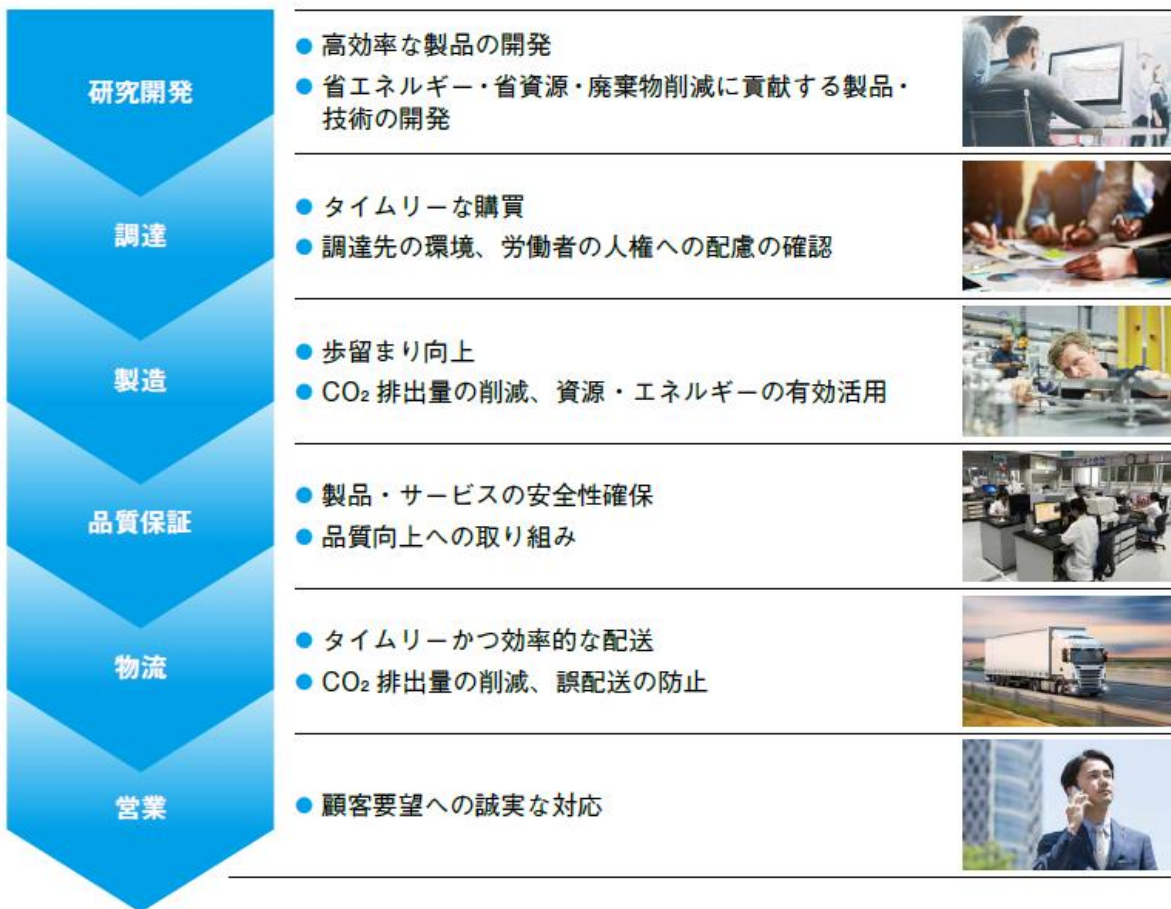 研究開発
● 高効率な製品の開発
● 省エネルギー・省資源・廃棄物削減に貢献する製品・
技術の開発
調達
● タイムリーな購買
● 調達先の環境、労働者の人権への配慮の確認
製造
● 歩留まり向上
● CO₂ 排出量の削減、資源・エネルギーの有効活用
品質保証
● 製品・サービスの安全性確保
● 品質向上への取り組み
物流
● タイムリーかつ効率的な配送
● CO₂ 排出量の削減、誤配送の防止
営業
● 顧客要望への誠実な対応